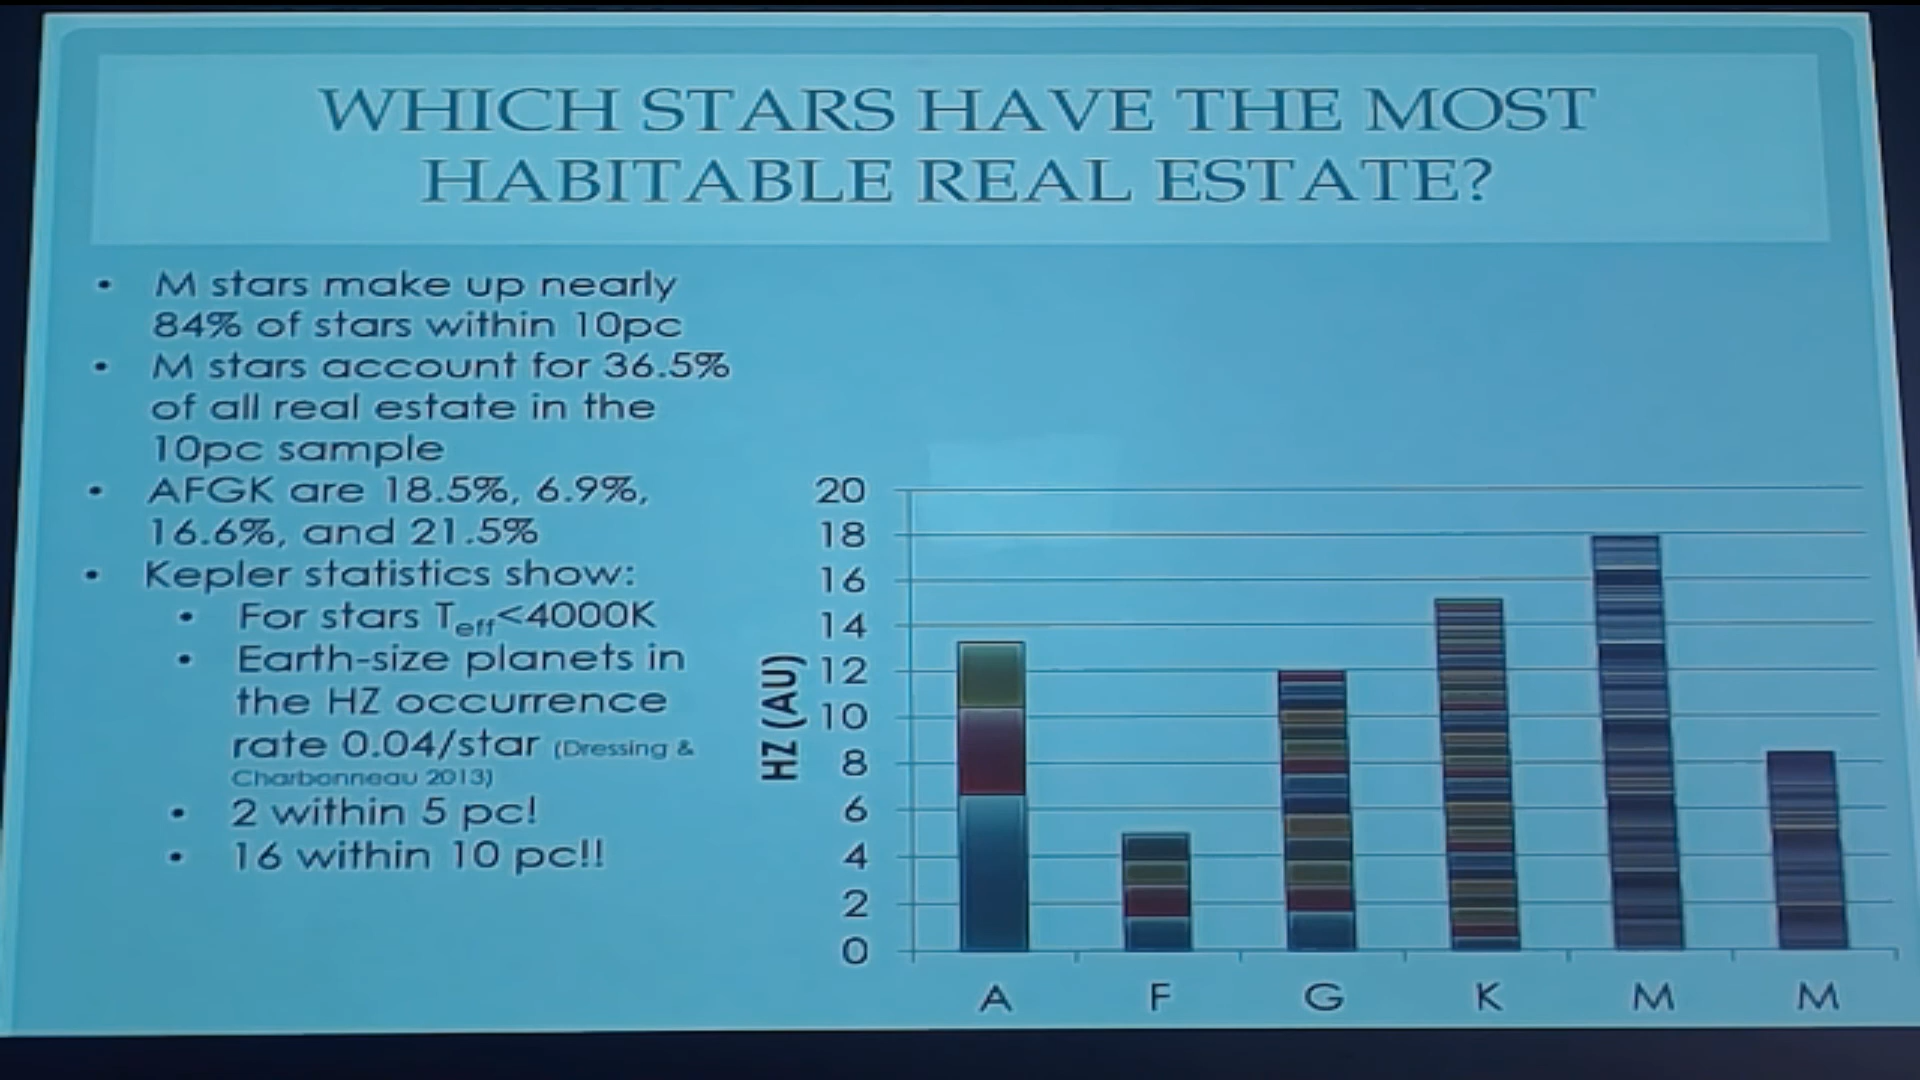 WHICH STARS HAVE THE MOST
HABITABLE REAL ESTATE?
• M stars make up nearly
84% of stars within 10pc
• M stars account for 36.5%
of all real estate in the
10pc sample
• AFGK are 18.5%, 6.9%,
16.6%, and 21.5%
• Kepler statistics show:
• For stars Teff<4000K
• Earth-size planets in
the HZ occurrence
rate 0.04/star (Dressing &
Charbonneau 2013)
• 2 within 5 pc!
• 16 within 10 pc!!
HZ (AU)
20
18
16
14
12
10
8
6
4
2
0
A F G K M M